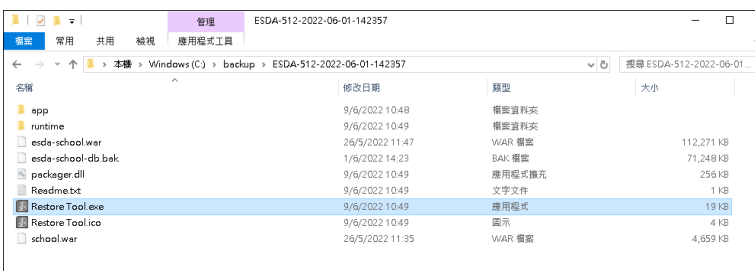 管理 ESDA-512-2022-06-01-142357
檔案 常用 共用 檢視 應用程式工具
本機 › Windows (C:) › backup › ESDA-512-2022-06-01-142357 搜尋 ESDA-512-2022-06-01...
名稱 修改日期 類型 大小
app 9/6/2022 10:48 檔案資料夾
runtime 9/6/2022 10:49 檔案資料夾
esda-school.war 26/5/2022 11:47 WAR 檔案 112,271 KB
esda-school-db.bak 1/6/2022 14:23 BAK 檔案 71,248 KB
packager.dll 9/6/2022 10:49 應用程式擴充 256 KB
Readme.txt 9/6/2022 10:49 文字文件 1 KB
Restore Tool.exe 9/6/2022 10:49 應用程式 19 KB
Restore Tool.ico 9/6/2022 10:49 圖示 4 KB
school.war 26/5/2022 11:35 WAR 檔案 4,659 KB